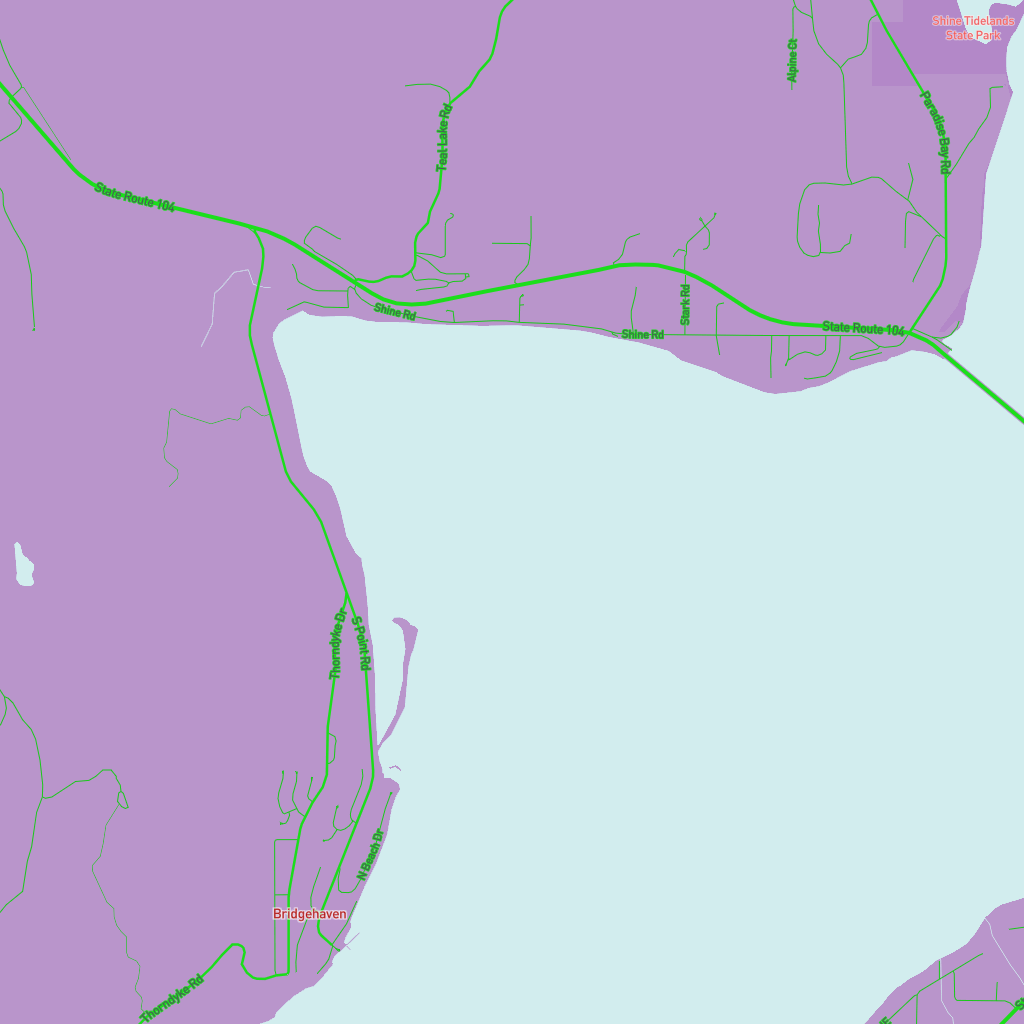 Shine Tidelands
State Park
Alpine Ct
Paradise Bay Rd
Teal Lake Rd
State Route 104
Shine Rd
Stark Rd
Shine Rd
State Route 104
Thorndyke Dr
S Point Rd
N Beach Dr
Bridgehaven
Thorndyke Rd